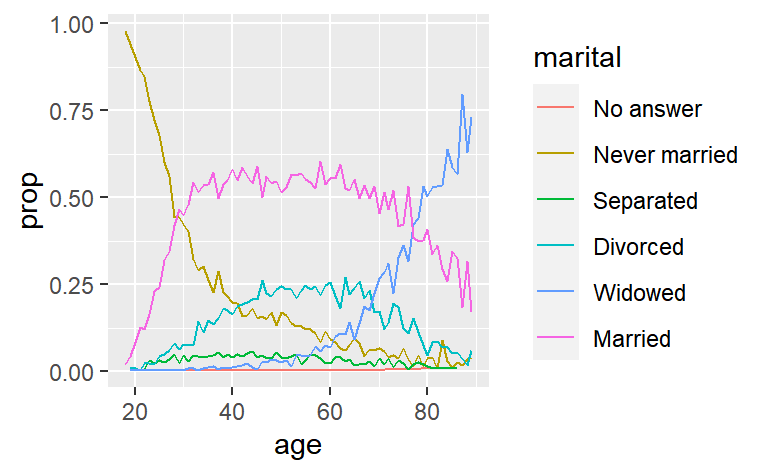 1.00
0.75
0.50
0.25
0.00
prop
20 40 60 80
age
marital
No answer
Never married
Separated
Divorced
Widowed
Married